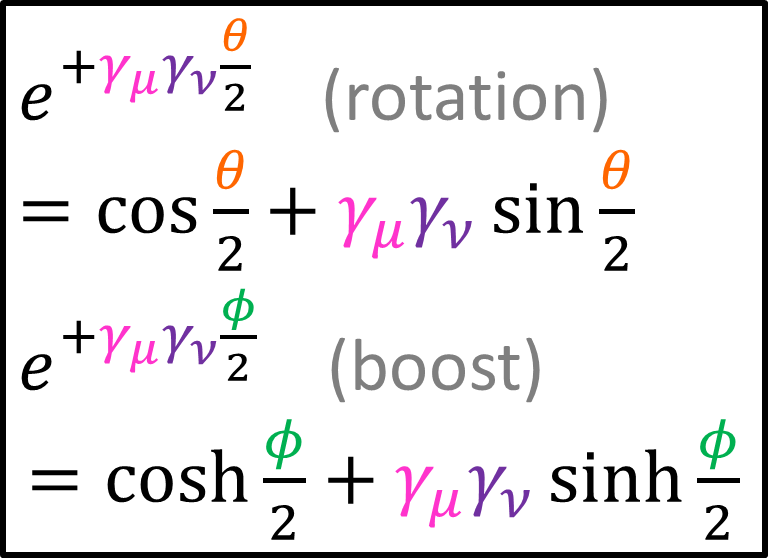 e^{+γ_μγ_ν θ/2} (rotation)
= cos θ/2 + γ_μγ_ν sin θ/2
e^{+γ_μγ_ν ϕ/2} (boost)
= cosh ϕ/2 + γ_μγ_ν sinh ϕ/2